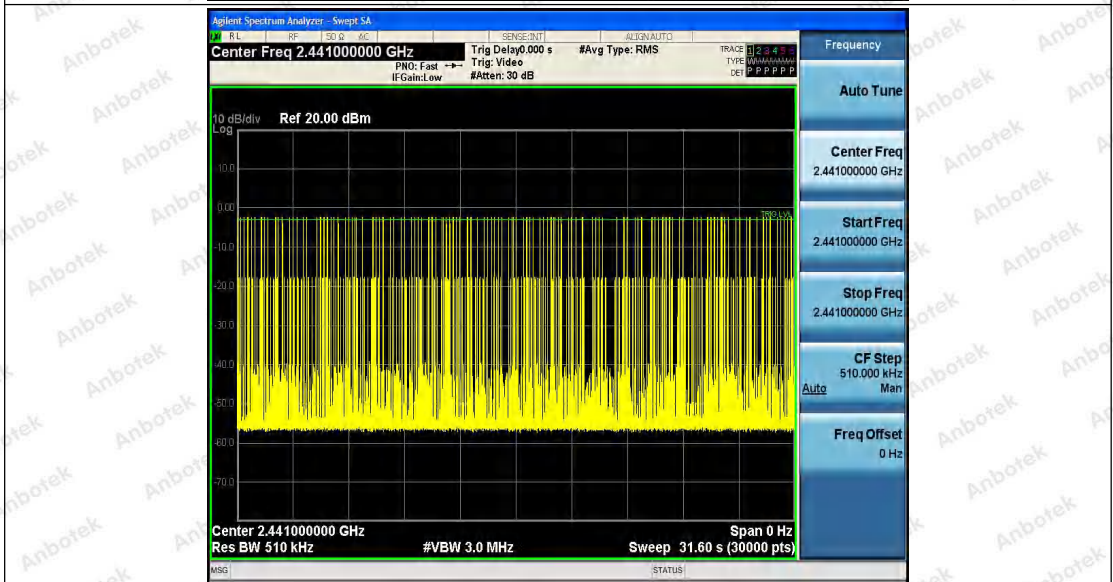 Agilent Spectrum Analyzer - Swept SA
RL RF 50 Ω AC SENSE:INT ALIGN AUTO
Center Freq 2.441000000 GHz
PNO: Fast
IFGain:Low
Trig Delay0.000 s
Trig: Video
#Atten: 30 dB
#Avg Type: RMS
TRACE 1 2 3 4 5 6
TYPE
DET P P P P P P
10 dB/div Ref 20.00 dBm
Log
10.0
0.00
TRIG LVL
-10.0
-20.0
-30.0
-40.0
-50.0
-60.0
-70.0
Center 2.441000000 GHz Span 0 Hz
Res BW 510 kHz #VBW 3.0 MHz Sweep 31.60 s (30000 pts)
MSG STATUS
Frequency
Auto Tune
Center Freq
2.441000000 GHz
Start Freq
2.441000000 GHz
Stop Freq
2.441000000 GHz
CF Step
510.000 kHz
Auto Man
Freq Offset
0 Hz
Anbotek